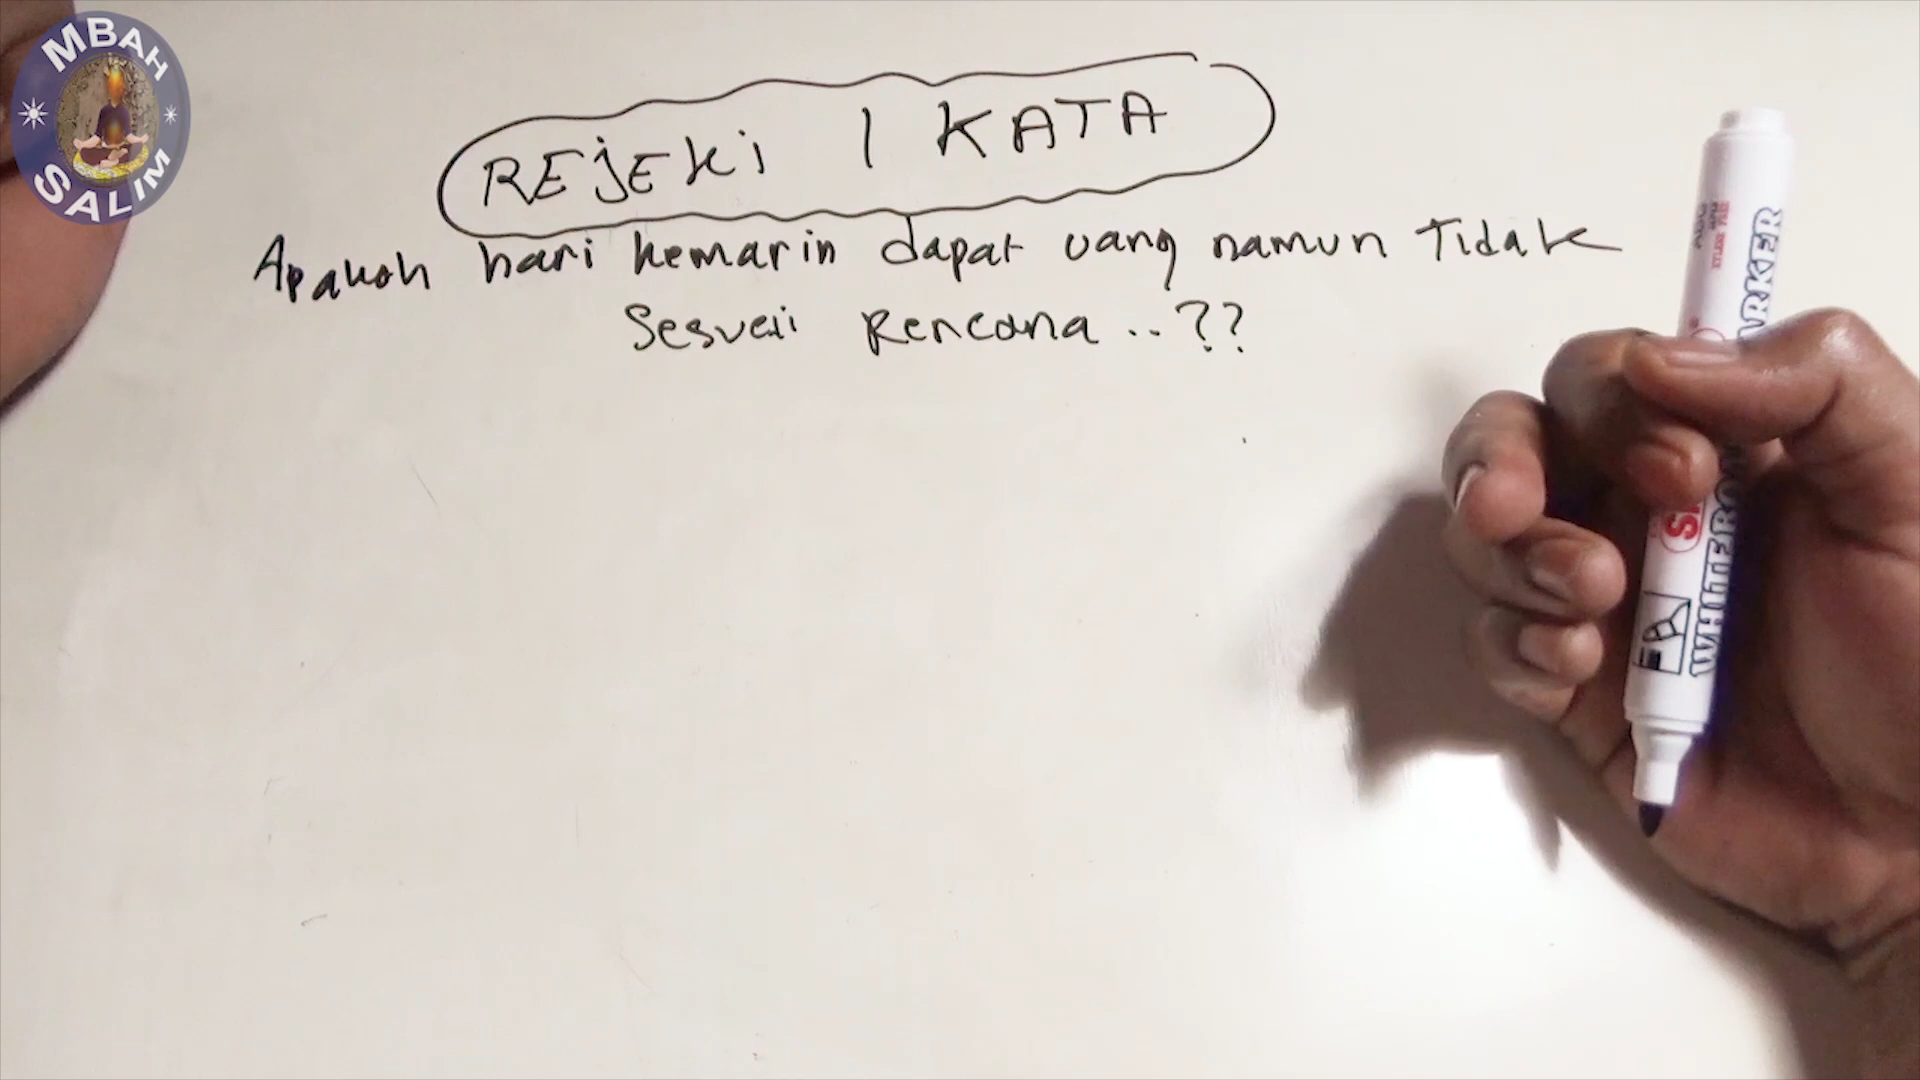 MBAH
SALIM
REjEKi 1 KATA
Apakah hari kemarin dapat uang namun Tidak
Sesuai Rencana ..??
WHITEBOARD MARKER